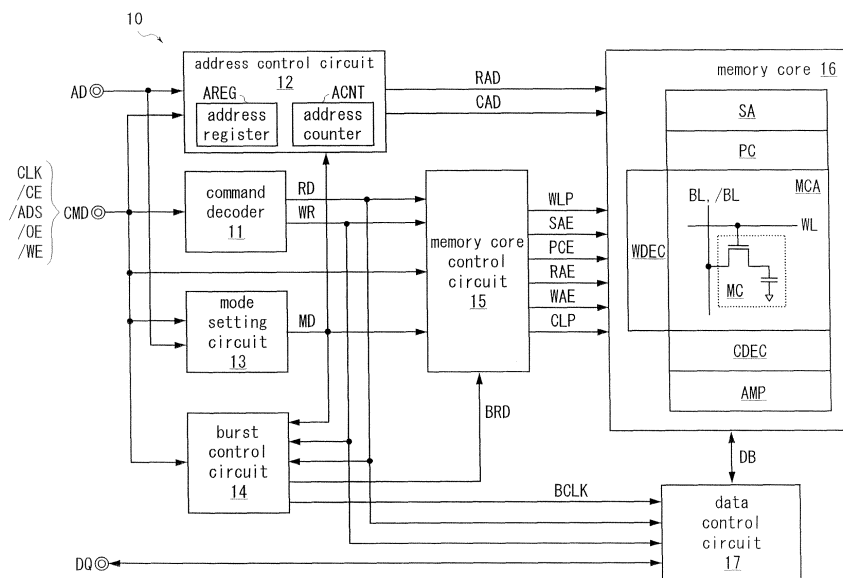 10
AD
CLK
/CE
/ADS
/OE
/WE
CMD
address control circuit
12
AREG
ACNT
address
register
address
counter
RAD
CAD
command
decoder
11
RD
WR
mode
setting
circuit
13
MD
burst
control
circuit
14
BRD
BCLK
memory core
control
circuit
15
WLP
SAE
PCE
RAE
WAE
CLP
memory core 16
SA
PC
MCA
BL, /BL
WL
WDEC
MC
CDEC
AMP
DB
data
control
circuit
17
DQ